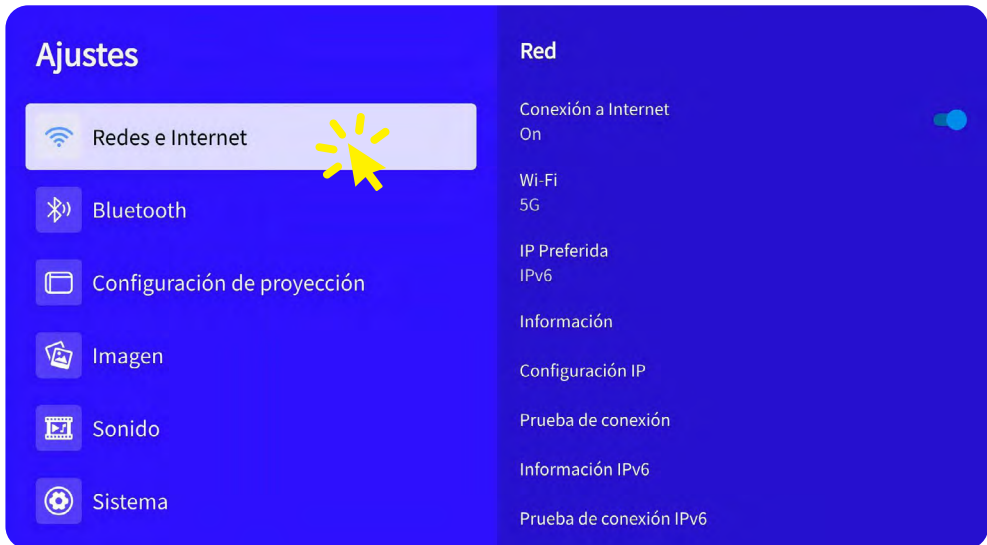 Ajustes
Redes e Internet
Bluetooth
Configuración de proyección
Imagen
Sonido
Sistema
Red
Conexión a Internet
On
Wi-Fi
5G
IP Preferida
IPv6
Información
Configuración IP
Prueba de conexión
Información IPv6
Prueba de conexión IPv6